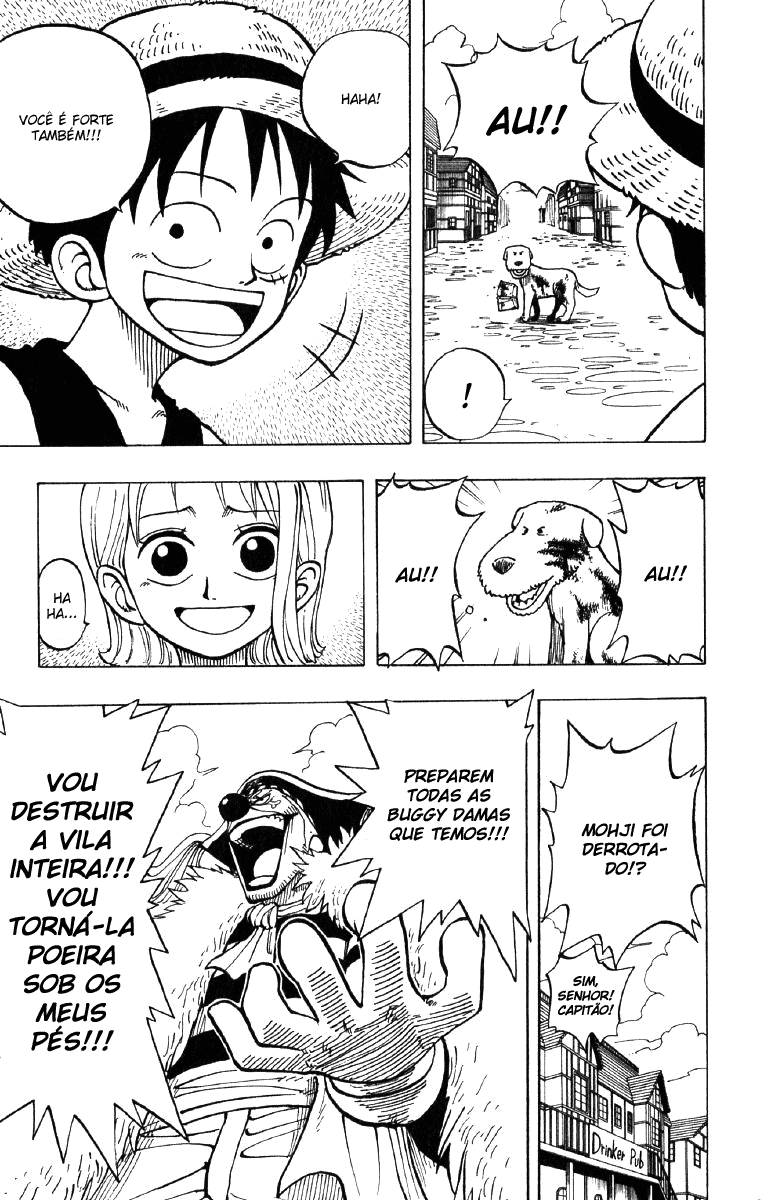 AU!!
!
HAHA!
VOCÊ É FORTE
TAMBÉM!!!
AU!!
AU!!
HA
HA...
MOHJI FOI
DERROTA-
DO!?
SIM,
SENHOR!
CAPITÃO!
Drinker Pub
PREPAREM
TODAS AS
BUGGY DAMAS
QUE TEMOS!!!
VOU
DESTRUIR
A VILA
INTEIRA!!!
VOU
TORNÁ-LA
POEIRA
SOB OS
MEUS
PÉS!!!